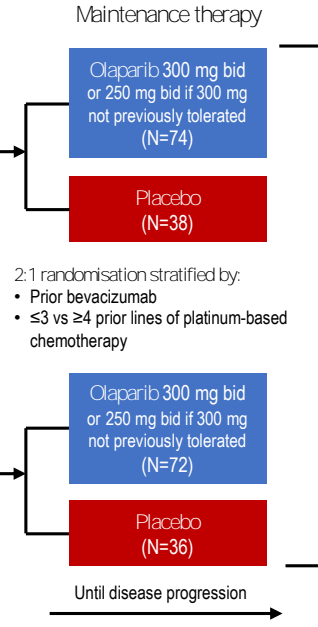 Maintenance therapy
Olaparib 300 mg bid
or 250 mg bid if 300 mg
not previously tolerated
(N=74)
Placebo
(N=38)
2:1 randomisation stratified by:
• Prior bevacizumab
• ≤3 vs ≥4 prior lines of platinum-based
chemotherapy
Olaparib 300 mg bid
or 250 mg bid if 300 mg
not previously tolerated
(N=72)
Placebo
(N=36)
Until disease progression